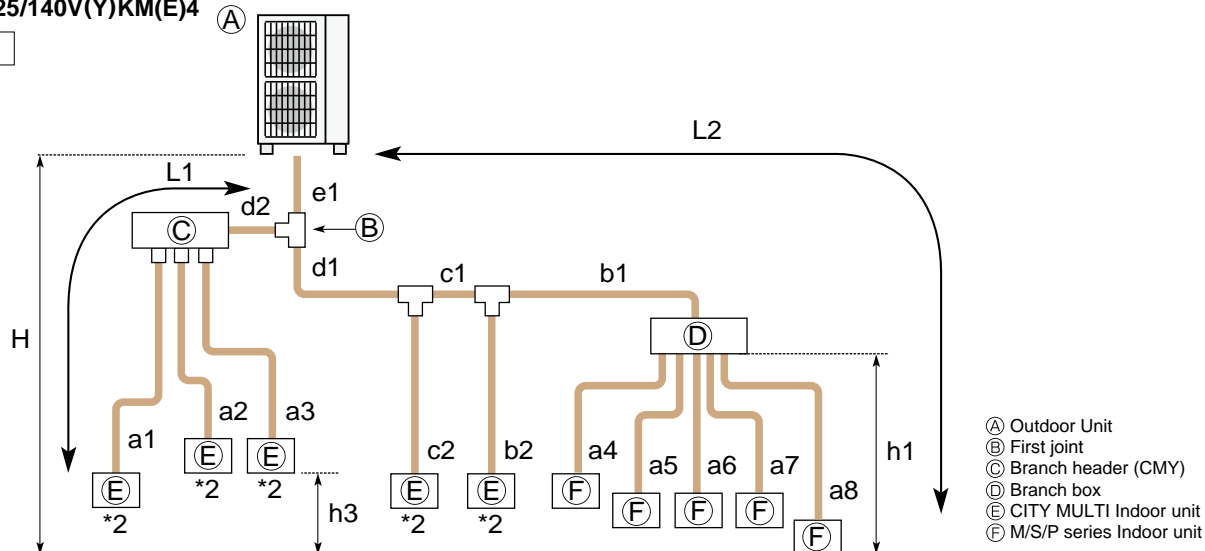 25/140V(Y)KM(E)4
Ⓐ
L2
L1
e1
d2
Ⓒ
Ⓑ
d1
c1
b1
H
Ⓓ
a1
a2
a3
c2
b2
a4
a5
a6
a7
a8
h1
h3
Ⓔ
*2
Ⓔ
*2
Ⓔ
*2
Ⓔ
*2
Ⓔ
*2
Ⓕ
Ⓕ
Ⓕ
Ⓕ
Ⓕ
Ⓐ Outdoor Unit
Ⓑ First joint
Ⓒ Branch header (CMY)
Ⓓ Branch box
Ⓔ CITY MULTI Indoor unit
Ⓕ M/S/P series Indoor unit